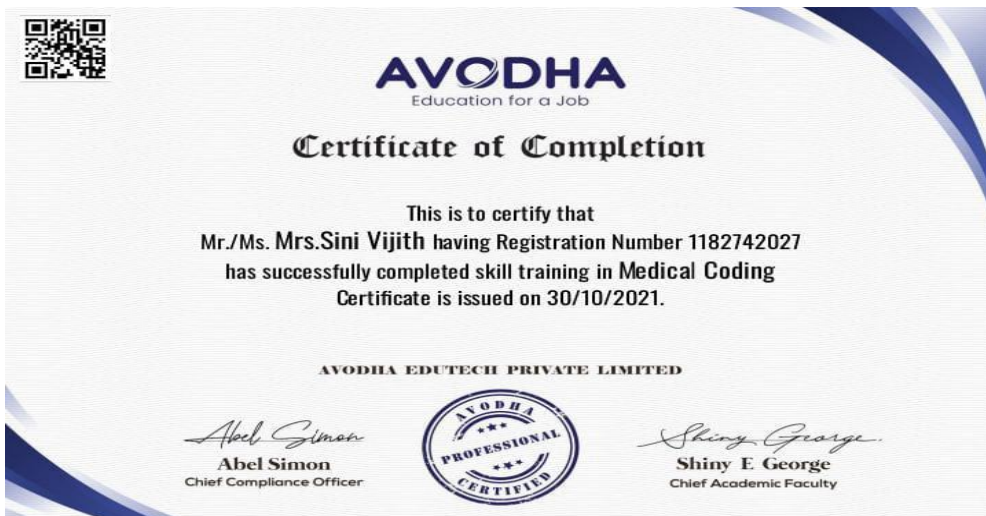 AVODHA
Education for a Job
Certificate of Completion
This is to certify that
Mr./Ms. Mrs.Sini Vijith having Registration Number 1182742027
has successfully completed skill training in Medical Coding
Certificate is issued on 30/10/2021.
AVODHA EDUTECH PRIVATE LIMITED
Abel Simon
Abel Simon
Chief Compliance Officer
AVODHA
PROFESSIONAL
CERTIFIED
Shiny George
Shiny E George
Chief Academic Faculty